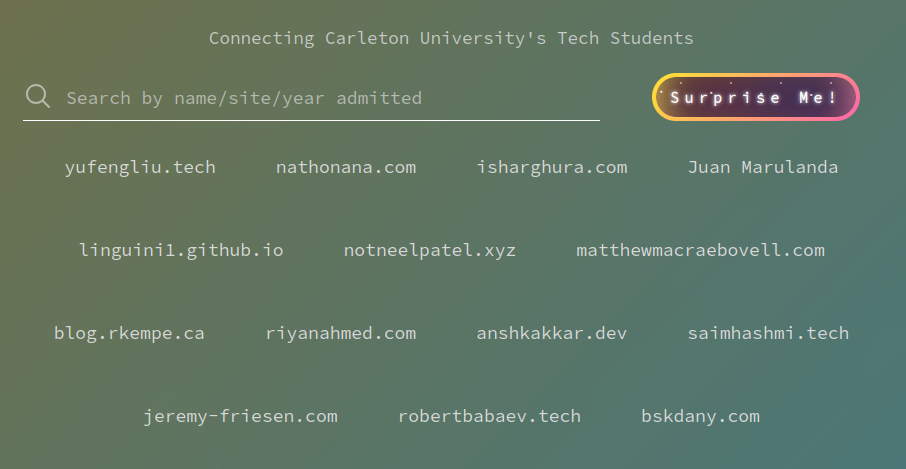 Connecting Carleton University's Tech Students
Search by name/site/year admitted Surprise Me!
yufengliu.tech nathonana.com isharghura.com Juan Marulanda
linguini1.github.io notneelpatel.xyz matthewmacraebovell.com
blog.rkempe.ca riyanahmed.com anshkakkar.dev saimhashmi.tech
jeremy-friesen.com robertbabaev.tech bskdany.com